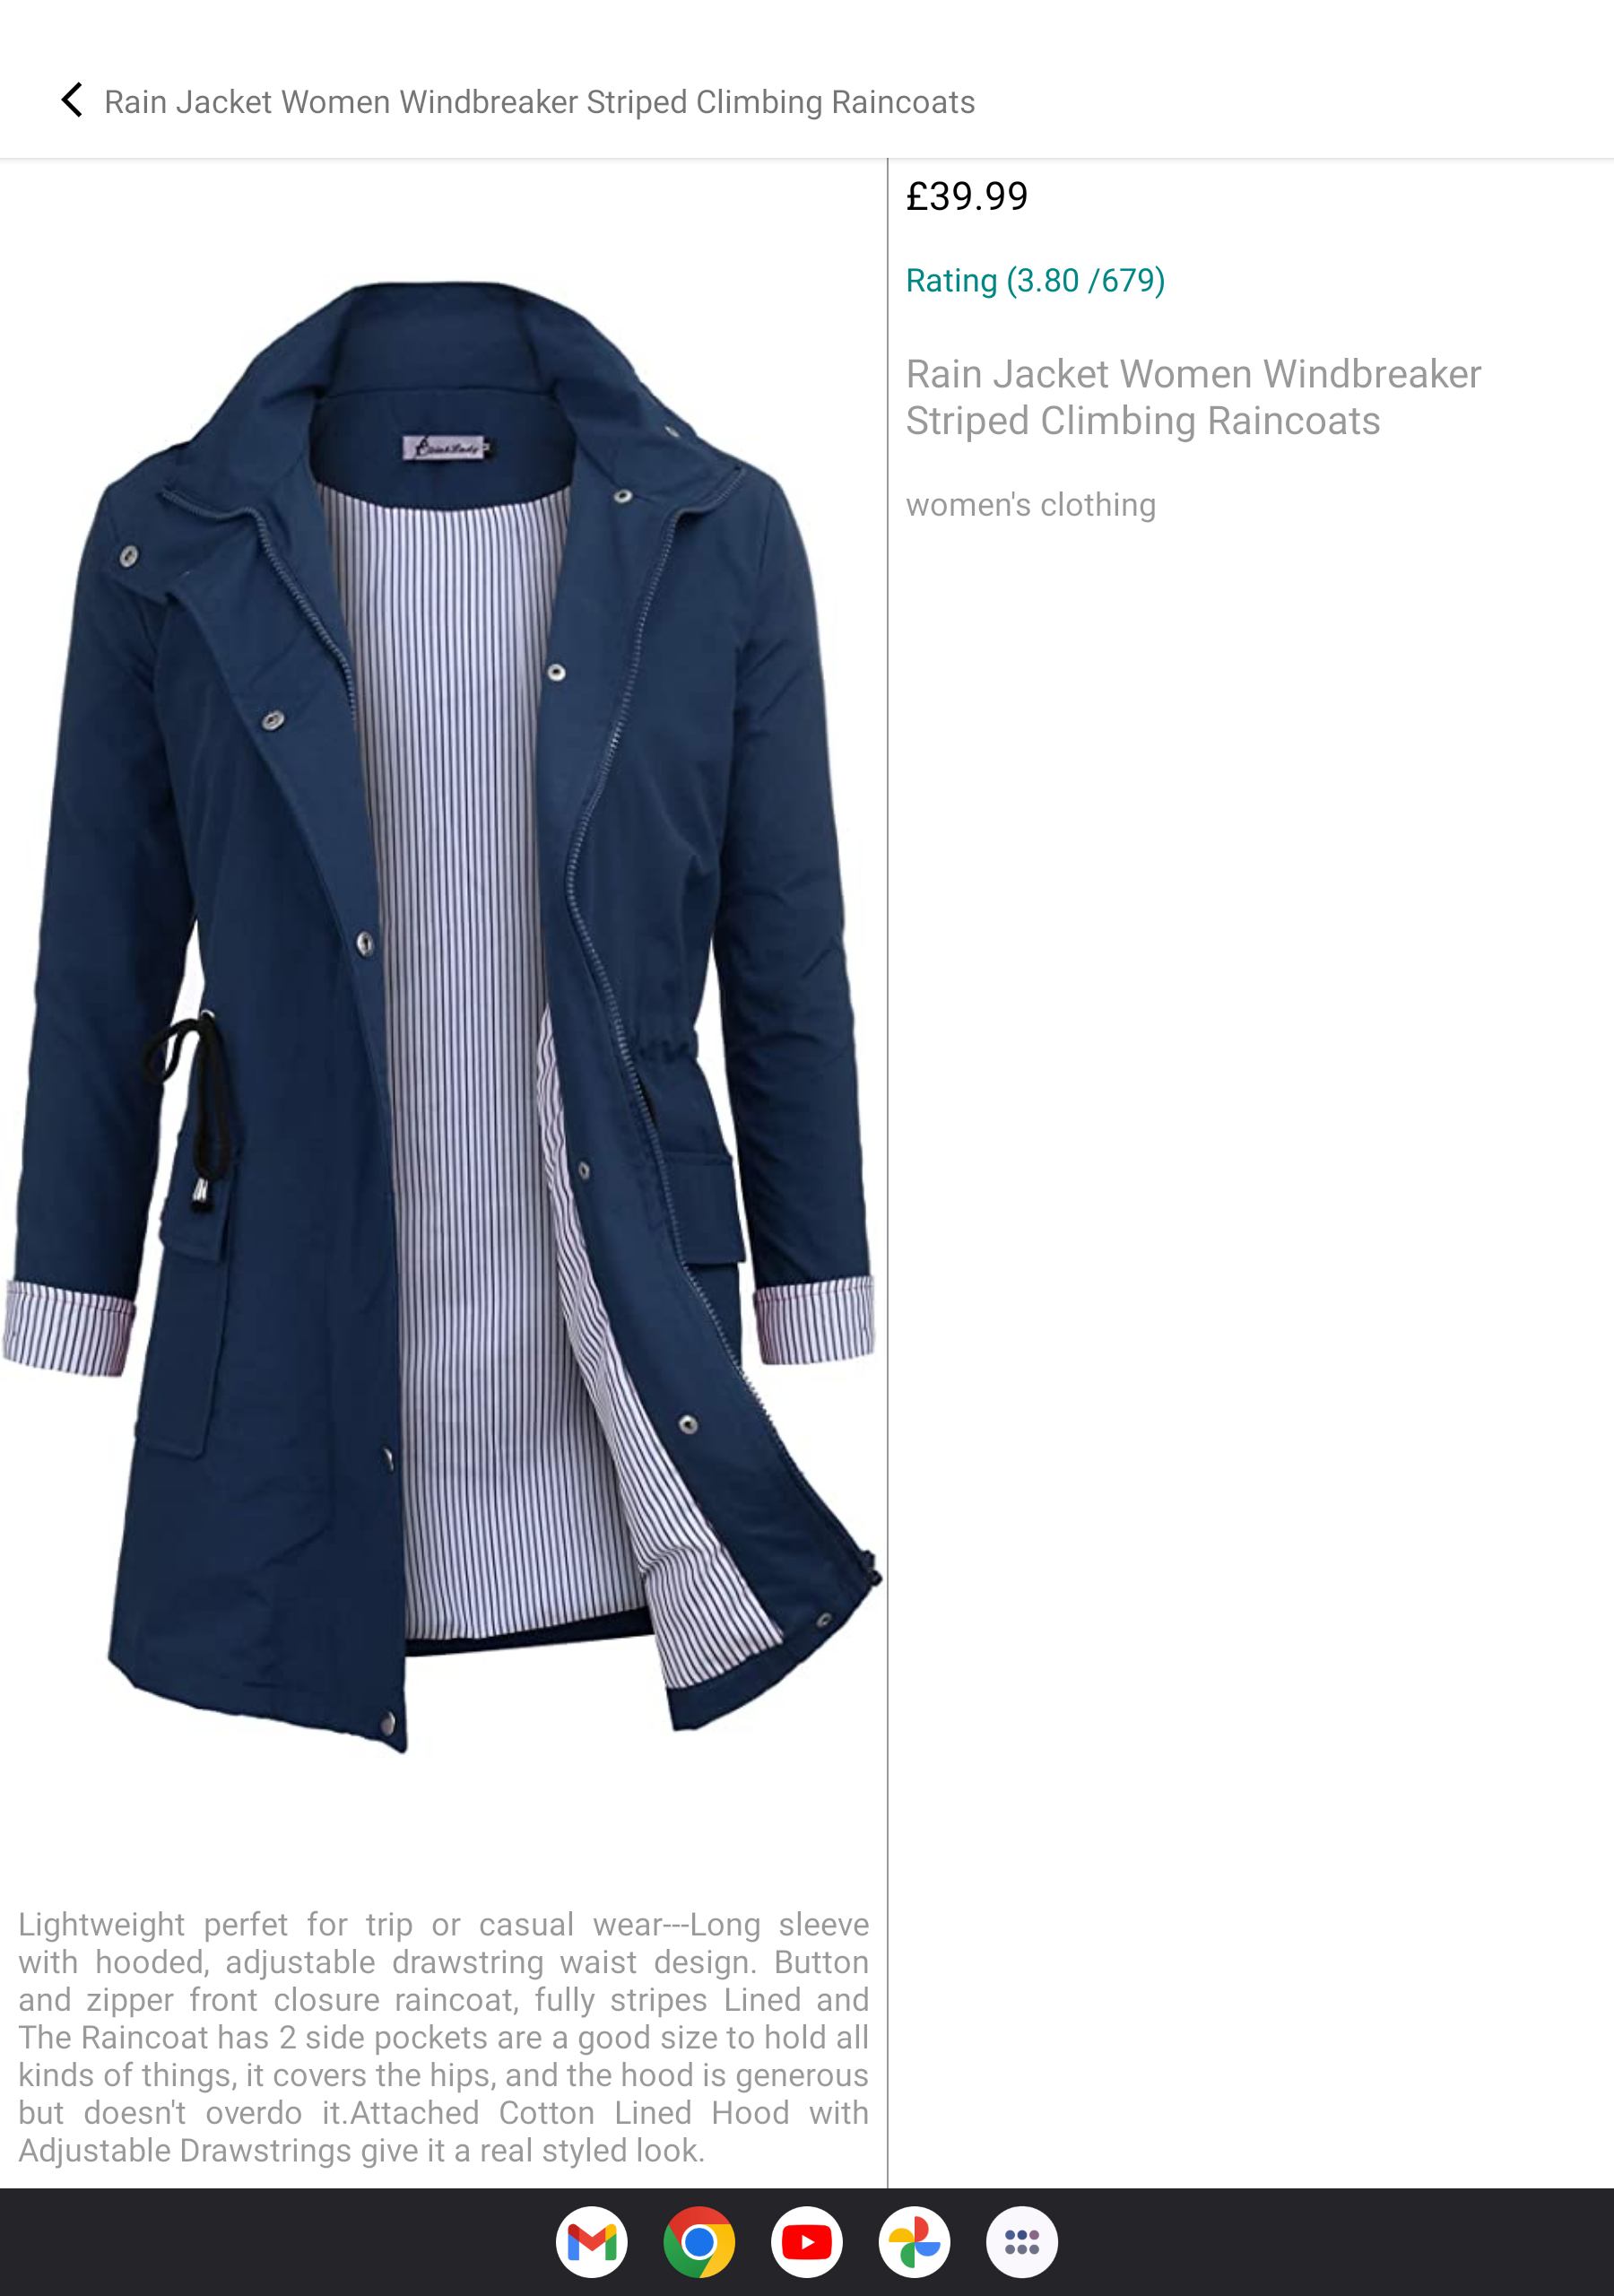 Rain Jacket Women Windbreaker Striped Climbing Raincoats
£39.99
Rating (3.80 /679)
Rain Jacket Women Windbreaker
Striped Climbing Raincoats
women's clothing
Lightweight perfet for trip or casual wear---Long sleeve
with hooded, adjustable drawstring waist design. Button
and zipper front closure raincoat, fully stripes Lined and
The Raincoat has 2 side pockets are a good size to hold all
kinds of things, it covers the hips, and the hood is generous
but doesn't overdo it.Attached Cotton Lined Hood with
Adjustable Drawstrings give it a real styled look.